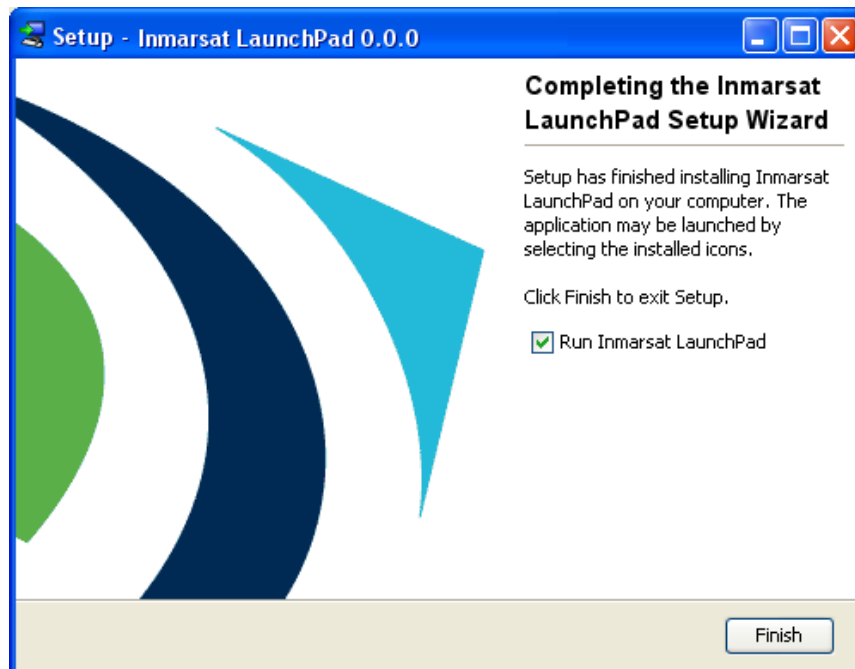 Setup - Inmarsat LaunchPad 0.0.0
Completing the Inmarsat
LaunchPad Setup Wizard
Setup has finished installing Inmarsat
LaunchPad on your computer. The
application may be launched by
selecting the installed icons.
Click Finish to exit Setup.
Run Inmarsat LaunchPad
Finish